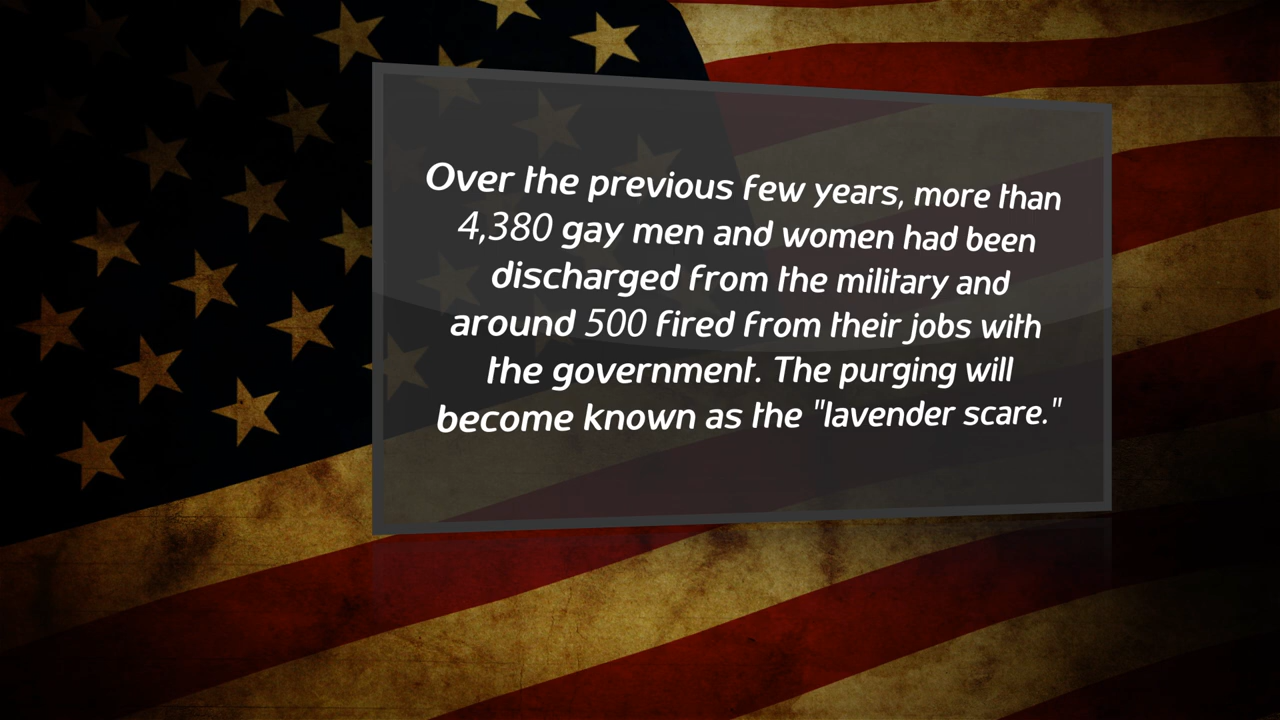 Over the previous few years, more than
4,380 gay men and women had been
discharged from the military and
around 500 fired from their jobs with
the government. The purging will
become known as the "lavender scare."